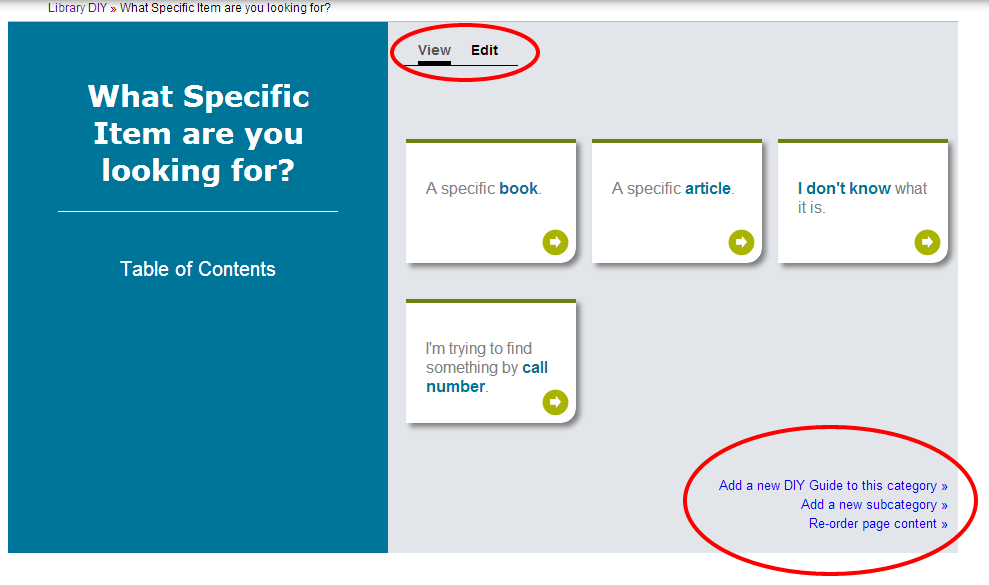 Library DIY » What Specific Item are you looking for?
What Specific
Item are you
looking for?
Table of Contents
View Edit
A specific book.
A specific article.
I don't know what
it is.
I'm trying to find
something by call
number.
Add a new DIY Guide to this category »
Add a new subcategory »
Re-order page content »